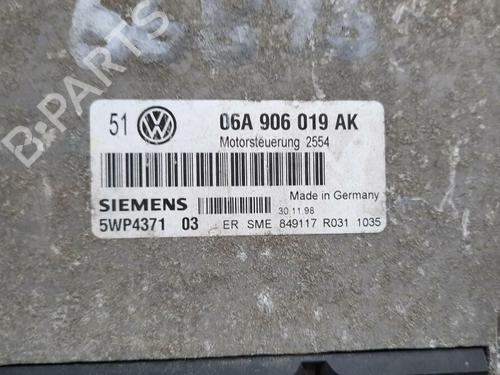 51 VW 06A 906 019 AK
Motorsteuerung 2554
SIEMENS Made in Germany
30.11.98
5WP4371 03 ER SME 849117 R031 1035